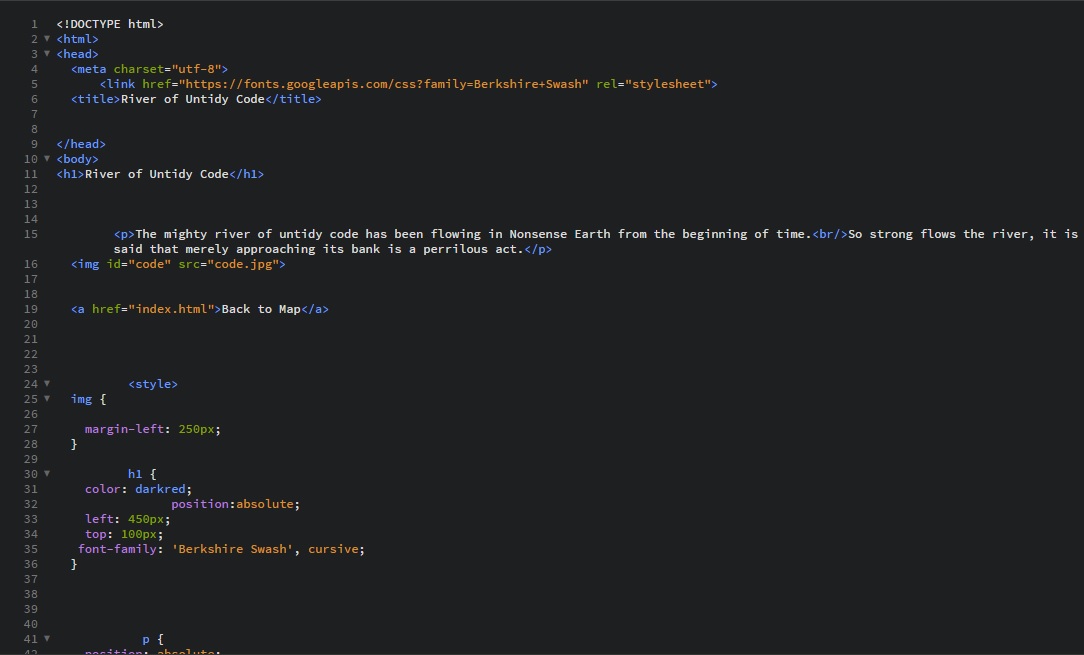 1 <!DOCTYPE html>
2 <html>
3 <head>
4 <meta charset="utf-8">
5 <link href="https://fonts.googleapis.com/css?family=Berkshire+Swash" rel="stylesheet">
6 <title>River of Untidy Code</title>
7
8
9 </head>
10 <body>
11 <h1>River of Untidy Code</h1>
12
13
14
15 <p>The mighty river of untidy code has been flowing in Nonsense Earth from the beginning of time.<br/>So strong flows the river, it is
said that merely approaching its bank is a perrilous act.</p>
16 <img id="code" src="code.jpg">
17
18
19 <a href="index.html">Back to Map</a>
20
21
22
23
24 <style>
25 img {
26
27 margin-left: 250px;
28 }
29
30 h1 {
31 color: darkred;
32 position:absolute;
33 left: 450px;
34 top: 100px;
35 font-family: 'Berkshire Swash', cursive;
36 }
37
38
39
40
41 p {
42 position: absolute;